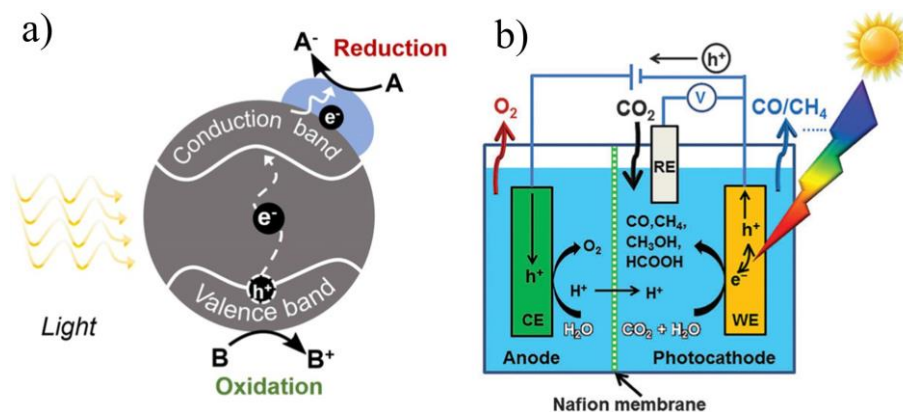 a)
A⁻
Reduction
A
e⁻
Conduction band
e⁻
h⁺
Valence band
Light
B
B⁺
Oxidation
b)
h⁺
O₂
CO₂
V
CO/CH₄
RE
CO,CH₄,
CH₃OH,
HCOOH
O₂
h⁺
h⁺
e⁻
H⁺
H⁺
CE
H₂O
CO₂ + H₂O
WE
Anode
Photocathode
Nafion membrane